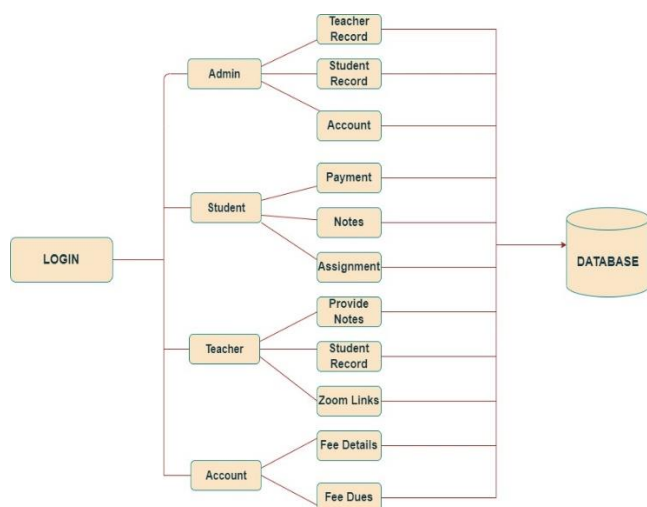 Teacher
Record
Admin
Student
Record
Account
Payment
Student
Notes
Assignment
LOGIN
DATABASE
Provide
Notes
Teacher
Student
Record
Zoom Links
Fee Details
Account
Fee Dues